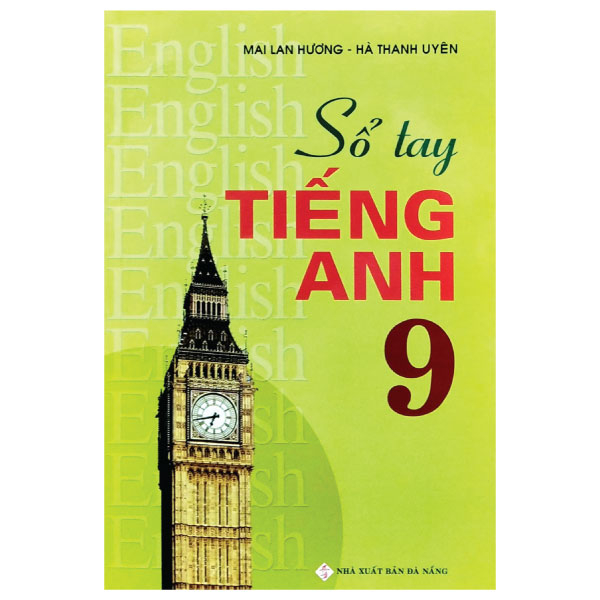 MAI LAN HƯƠNG - HÀ THANH UYÊN
English
English
English
English
English
English
English
English
English
Sổ tay
TIẾNG
ANH
9
NHÀ XUẤT BẢN ĐÀ NẴNG